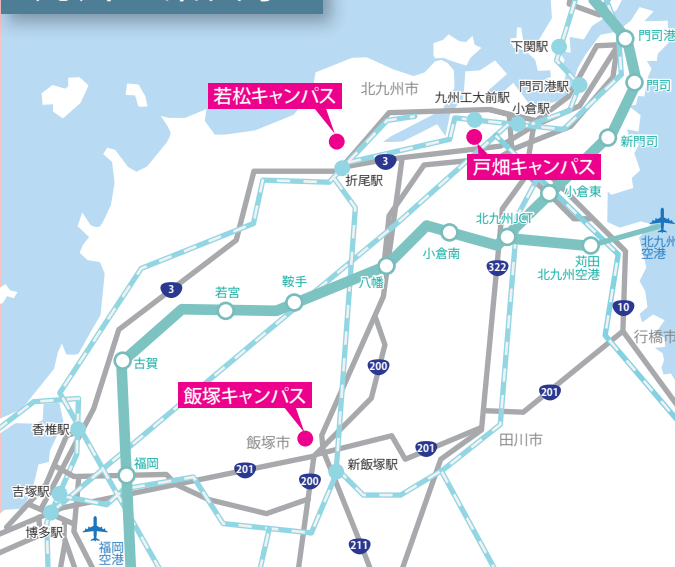 下関駅
門司港
門司港駅
門司
若松キャンパス
北九州市
九州工大前駅
小倉駅
新門司
3
戸畑キャンパス
折尾駅
小倉東
北九州JCT
小倉南
北九州
空港
苅田
北九州空港
322
八幡
鞍手
若宮
3
10
行橋市
古賀
200
201
飯塚キャンパス
香椎駅
飯塚市
田川市
201
福岡
新飯塚駅
201
200
吉塚駅
博多駅
福岡
空港
211